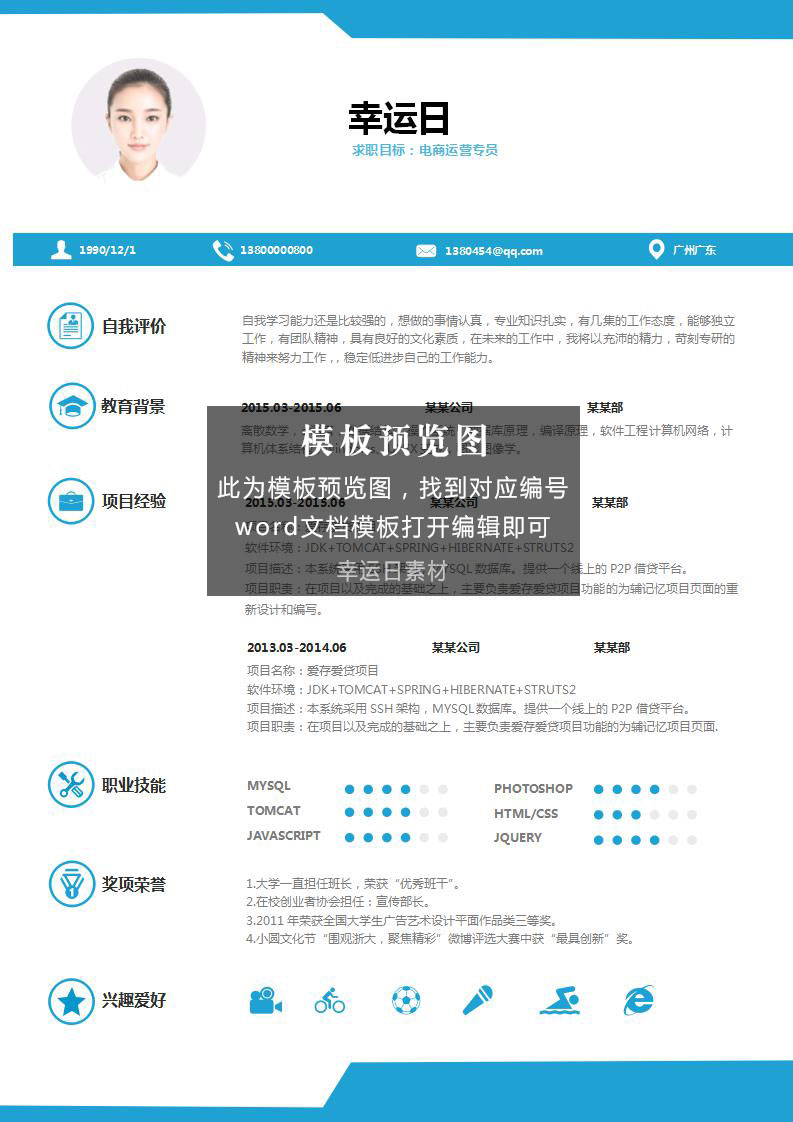 幸运日
求职目标：电商运营专员
1990/12/1
13800000800
1380454@qq.com
广州广东
自我评价
自我学习能力还是比较强的，想做的事情认真，专业知识扎实，有几集的工作态度，能够独立
工作，有团队精神，具有良好的文化素质，在未来的工作中，我将以充沛的精力，苛刻专研的
精神来努力工作，，稳定低进步自己的工作能力。
教育背景
2015.03-2015.06 某某公司 某某部
离散数学，
库原理，编译原理，软件工程计算机网络，计
算机体系结
图像学。
模板预览图
此为模板预览图，找到对应编号
word文档模板打开编辑即可
幸运日素材
项目经验
2015.03-2015.06 某某公司 某某部
软件环境：JDK+TOMCAT+SPRING+HIBERNATE+STRUTS2
项目描述：本系统
YSQL 数据库。提供一个线上的 P2P 借贷平台。
项目职责：在项目以及完成的基础之上，主要负责爱存爱贷项目功能的为辅记忆项目页面的重
新设计和编写。
2013.03-2014.06 某某公司 某某部
项目名称：爱存爱贷项目
软件环境：JDK+TOMCAT+SPRING+HIBERNATE+STRUTS2
项目描述：本系统采用 SSH 架构，MYSQL 数据库。提供一个线上的 P2P 借贷平台。
项目职责：在项目以及完成的基础之上，主要负责爱存爱贷项目功能的为辅记忆项目页面.
职业技能
MYSQL
PHOTOSHOP
TOMCAT
HTML/CSS
JAVASCRIPT
JQUERY
奖项荣誉
1.大学一直担任班长，荣获“优秀班干”。
2.在校创业者协会担任：宣传部长。
3.2011 年荣获全国大学生广告艺术设计平面作品类三等奖。
4.小圆文化节“围观浙大，聚焦精彩”微博评选大赛中获“最具创新”奖。
兴趣爱好